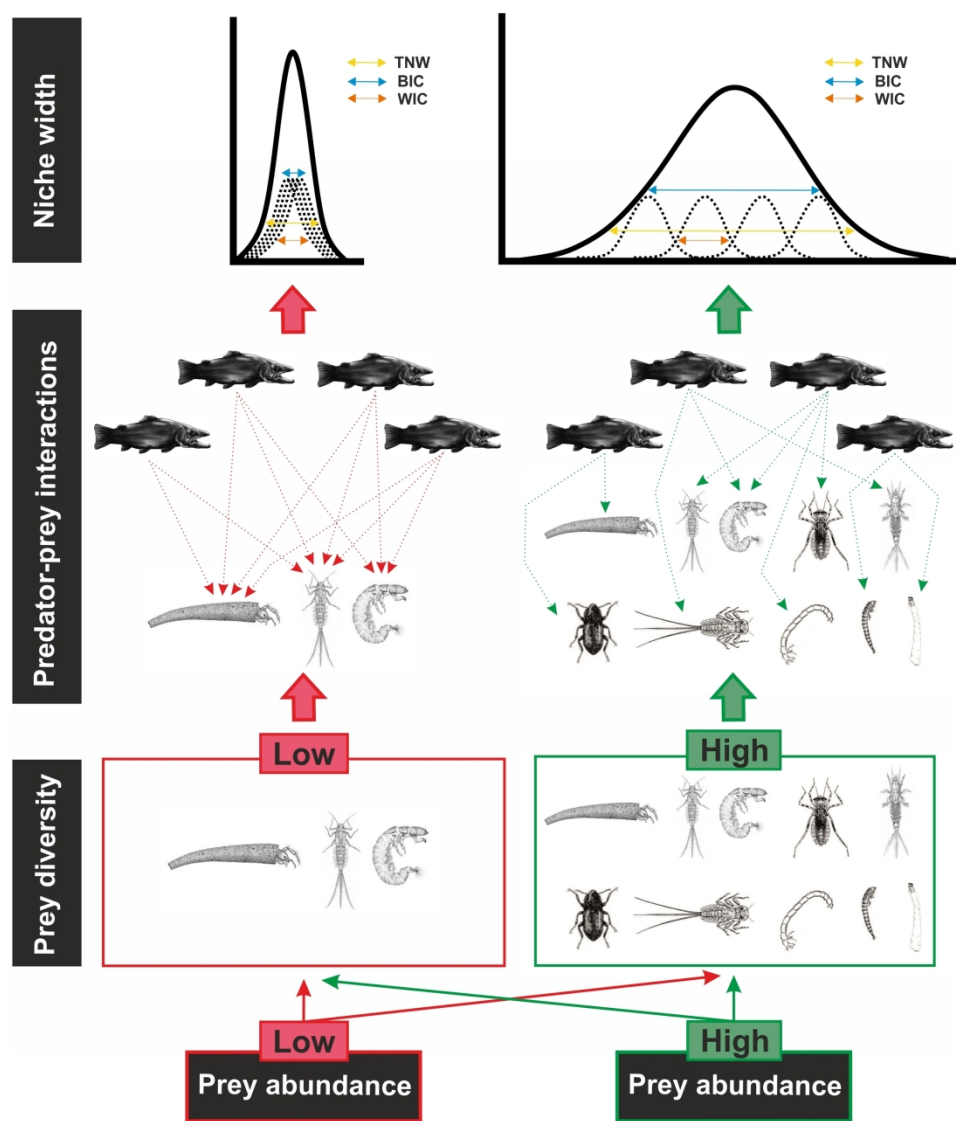 Niche width
TNW
BIC
WIC
TNW
BIC
WIC
Predator-prey interactions
Prey diversity
Low
High
Low
Prey abundance
High
Prey abundance